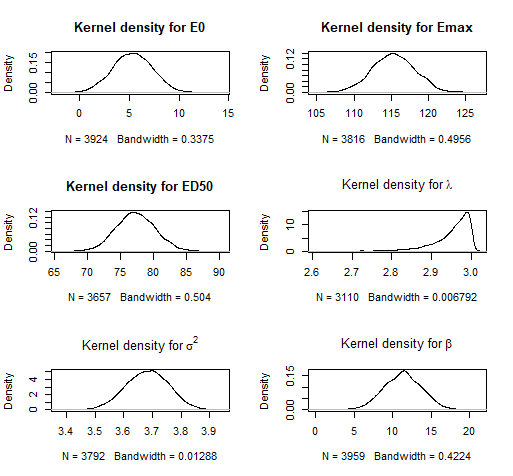 Kernel density for E0
Density
0.00 0.15
0 5 10 15
N = 3924 Bandwidth = 0.3375
Kernel density for Emax
Density
0.00 0.12
105 110 115 120 125
N = 3816 Bandwidth = 0.4956
Kernel density for ED50
Density
0.00 0.12
65 70 75 80 85 90
N = 3657 Bandwidth = 0.504
Kernel density for λ
Density
0 10
2.6 2.7 2.8 2.9 3.0
N = 3110 Bandwidth = 0.006792
Kernel density for σ²
Density
0 2 4
3.4 3.5 3.6 3.7 3.8 3.9
N = 3792 Bandwidth = 0.01288
Kernel density for β
Density
0.00 0.15
0 5 10 15 20
N = 3959 Bandwidth = 0.4224